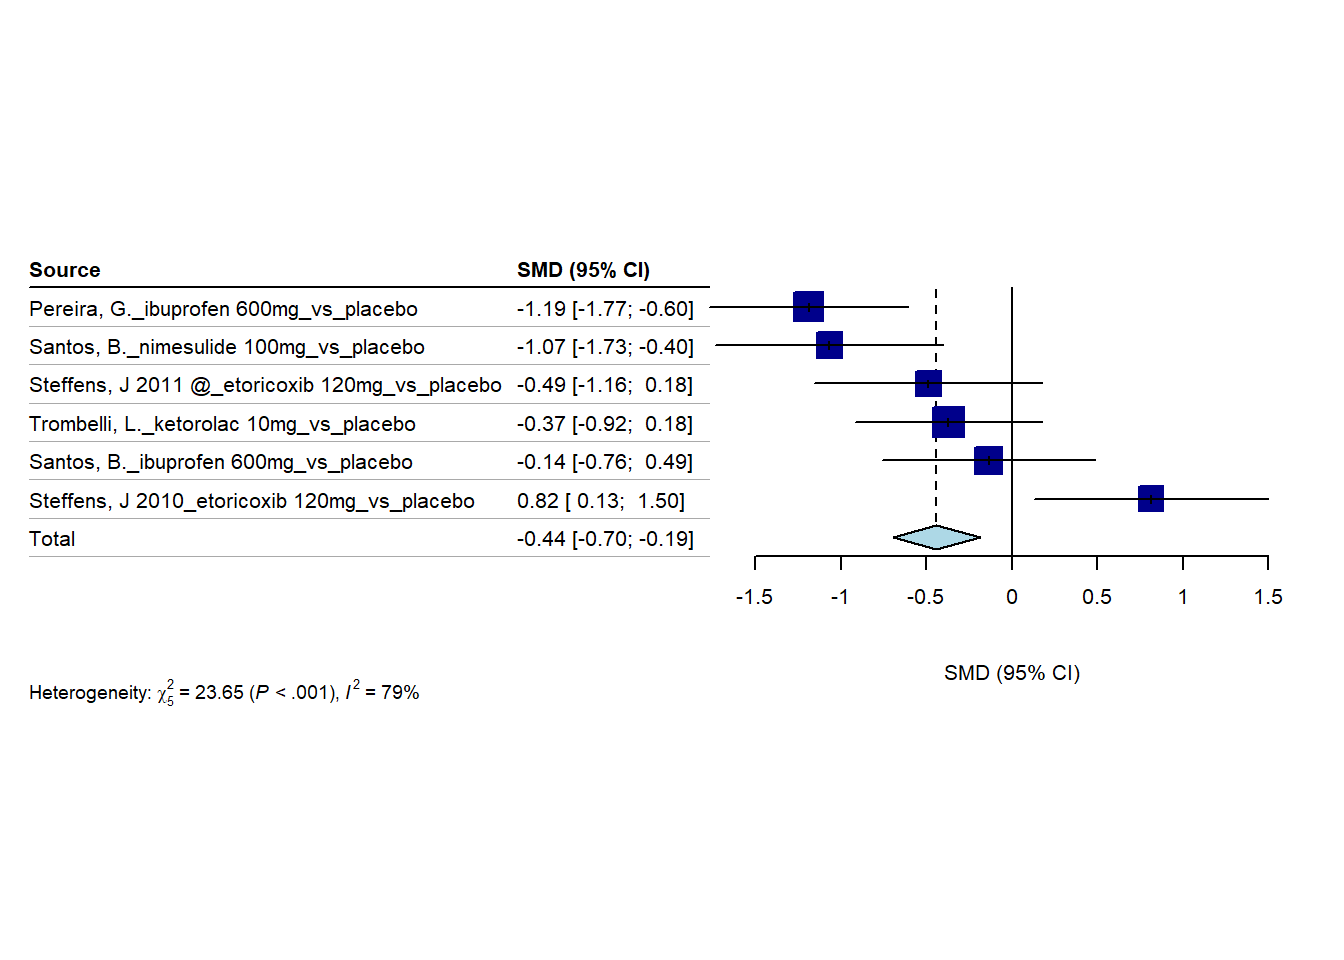 Source SMD (95% CI)
Pereira, G._ibuprofen 600mg_vs_placebo -1.19 [-1.77; -0.60]
Santos, B._nimesulide 100mg_vs_placebo -1.07 [-1.73; -0.40]
Steffens, J 2011 @_etoricoxib 120mg_vs_placebo -0.49 [-1.16; 0.18]
Trombelli, L._ketorolac 10mg_vs_placebo -0.37 [-0.92; 0.18]
Santos, B._ibuprofen 600mg_vs_placebo -0.14 [-0.76; 0.49]
Steffens, J 2010_etoricoxib 120mg_vs_placebo 0.82 [ 0.13; 1.50]
Total -0.44 [-0.70; -0.19]
-1.5 -1 -0.5 0 0.5 1 1.5
SMD (95% CI)
Heterogeneity: χ²₅ = 23.65 (P < .001), I² = 79%